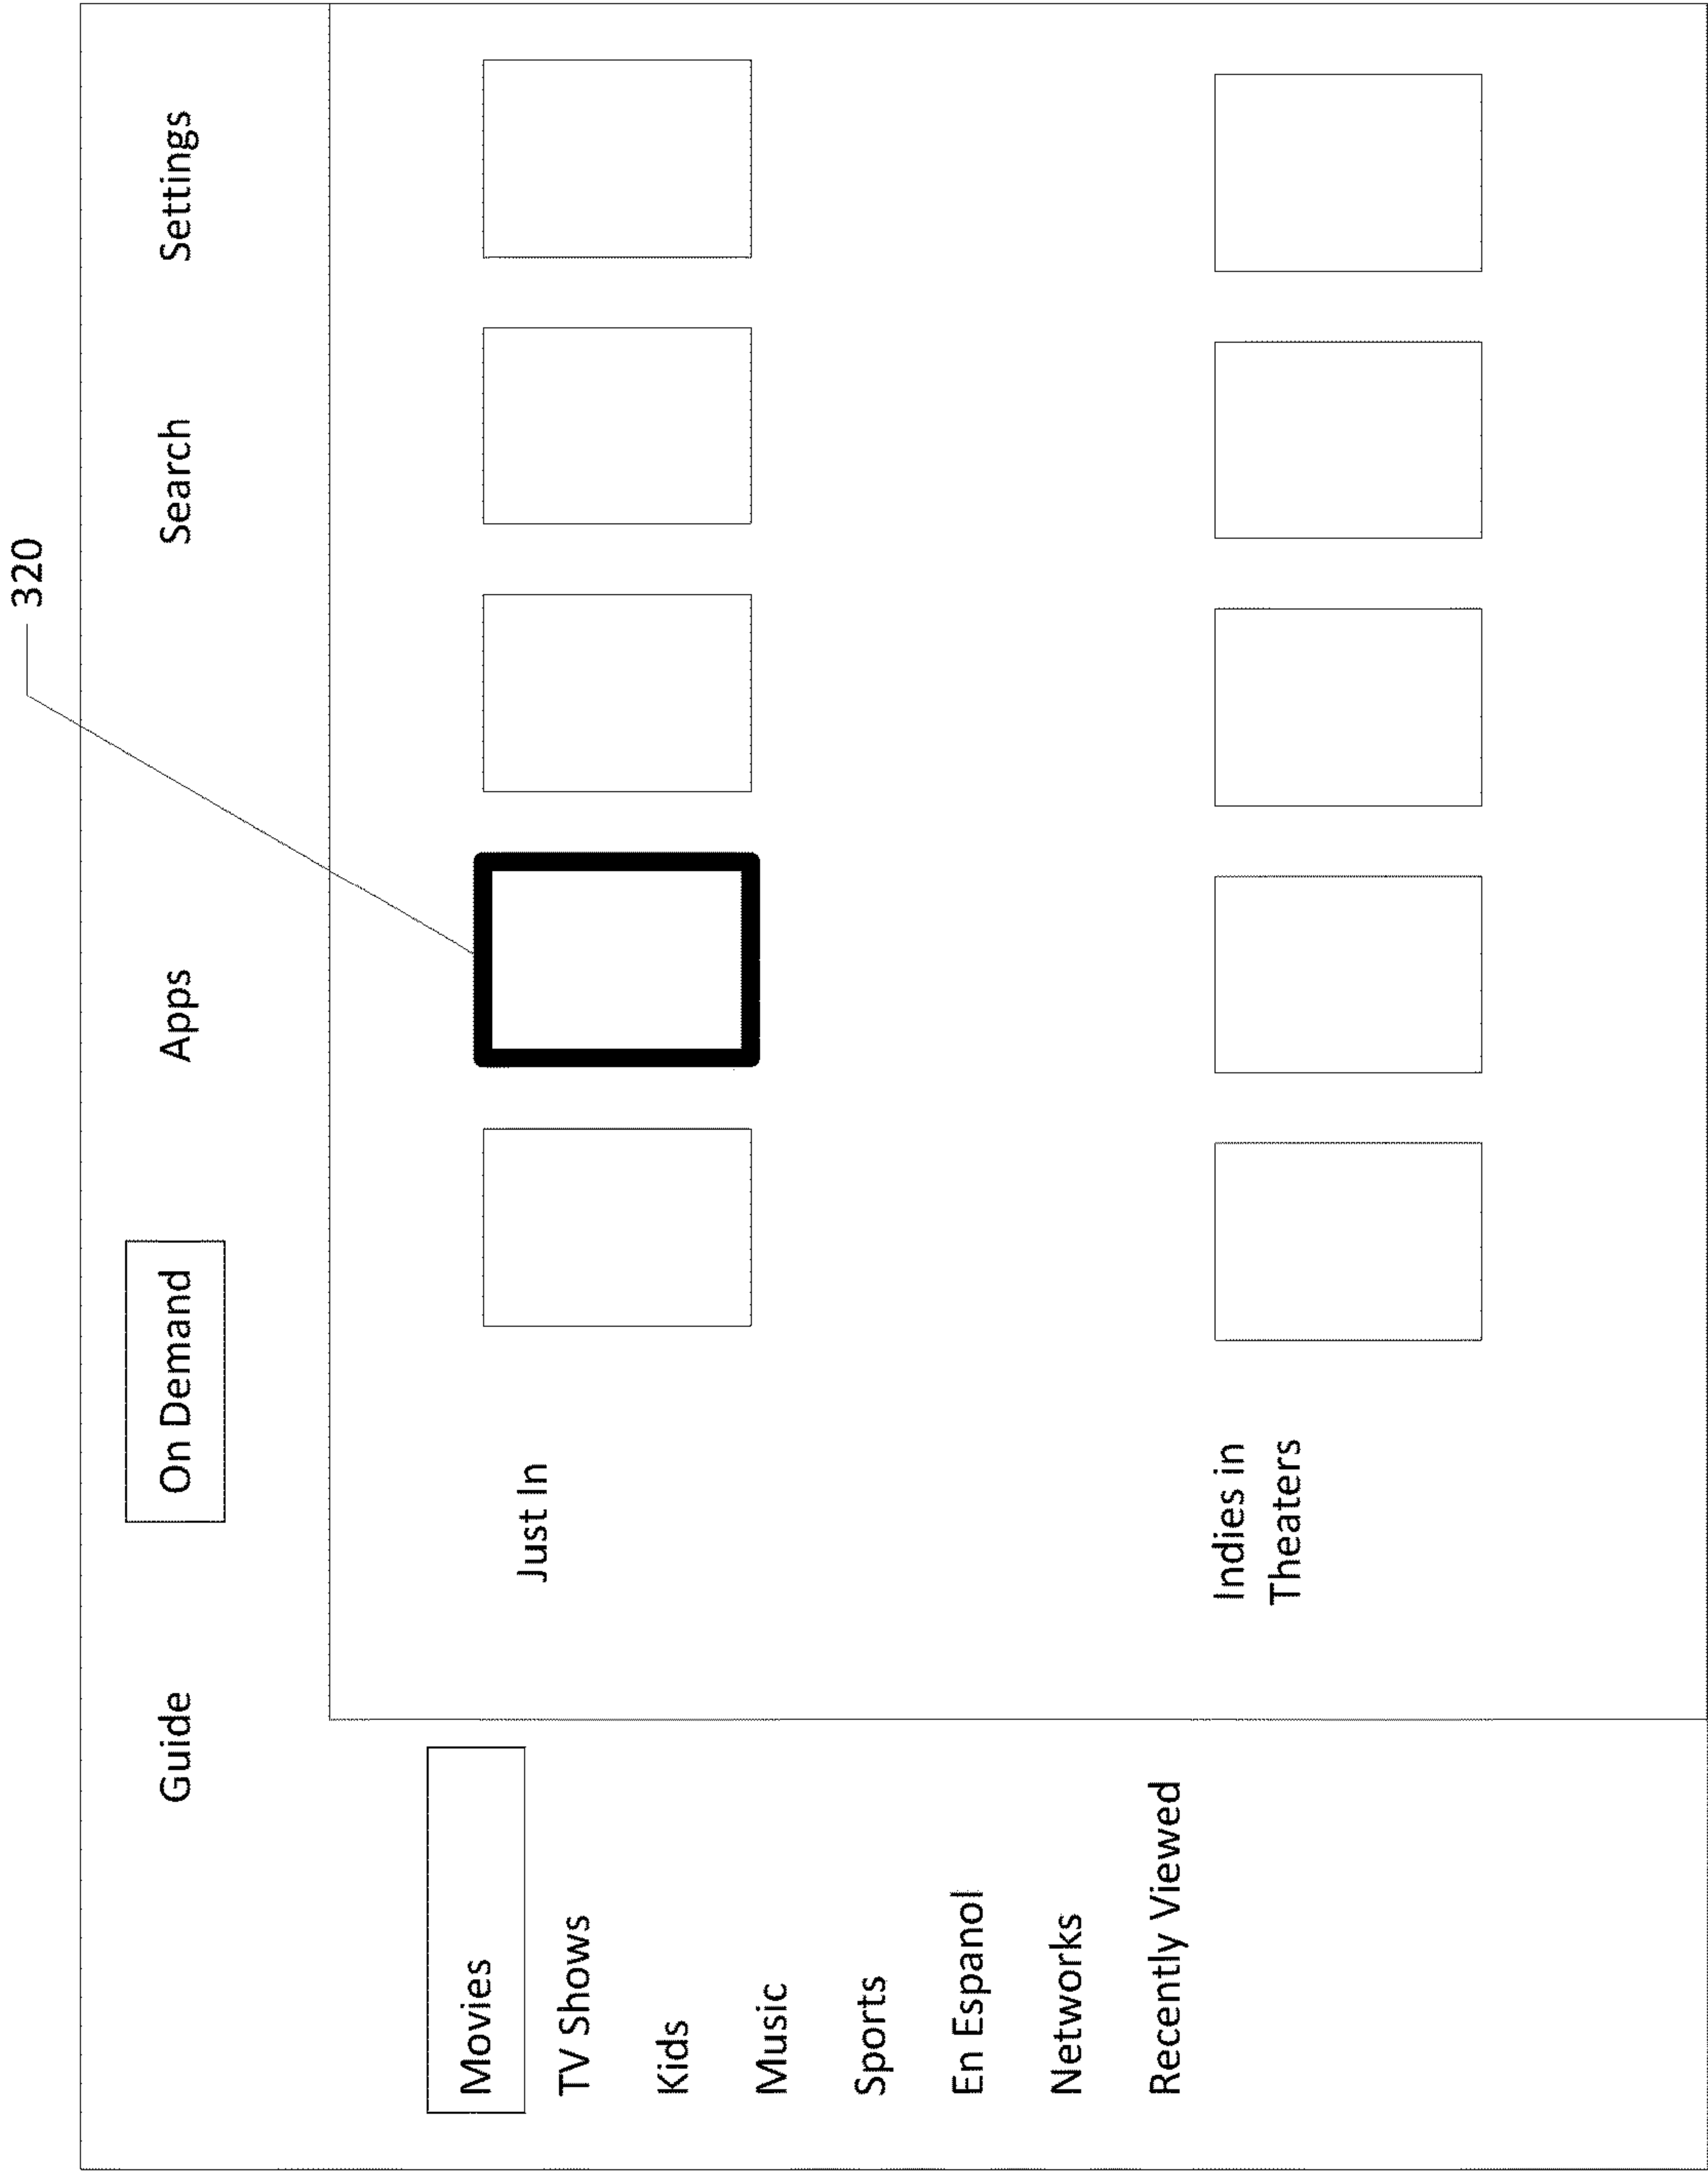 320
Guide
On Demand
Apps
Search
Settings
Movies
TV Shows
Kids
Music
Sports
En Espanol
Networks
Recently Viewed
Just In
Indies in
Theaters